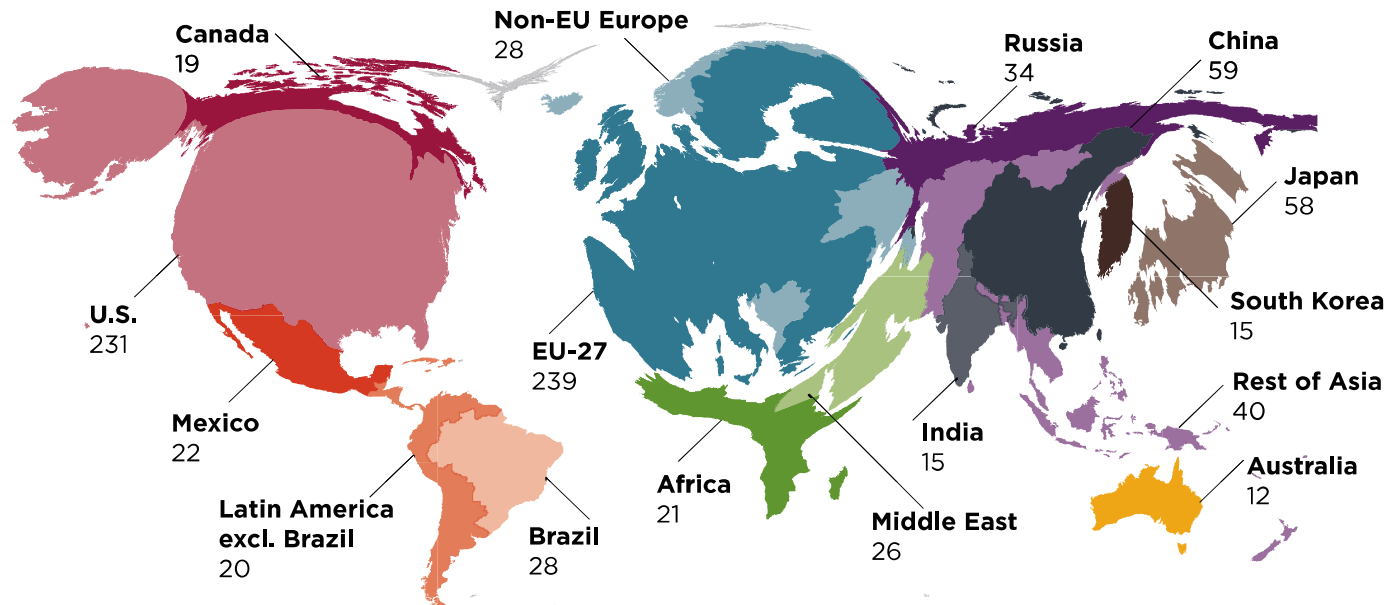 Canada
19
Non-EU Europe
28
Russia
34
China
59
Japan
58
U.S.
231
South Korea
15
EU-27
239
Mexico
22
Rest of Asia
40
India
15
Australia
12
Africa
21
Middle East
26
Latin America
excl. Brazil
20
Brazil
28